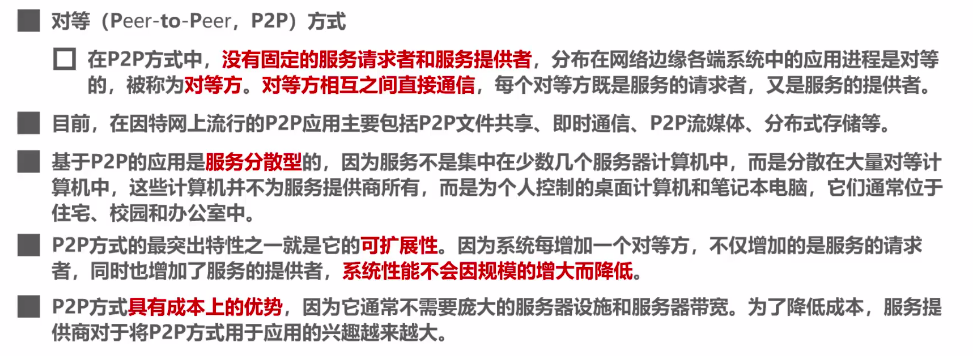 对等（Peer-to-Peer，P2P）方式
在P2P方式中，没有固定的服务请求者和服务提供者，分布在网络边缘各端系统中的应用进程是对等
的，被称为对等方。对等方相互之间直接通信，每个对等方既是服务的请求者，又是服务的提供者。
目前，在因特网上流行的P2P应用主要包括P2P文件共享、即时通信、P2P流媒体、分布式存储等。
基于P2P的应用是服务分散型的，因为服务不是集中在少数几个服务器计算机中，而是分散在大量对等计
算机中，这些计算机并不为服务提供商所有，而是为个人控制的桌面计算机和笔记本电脑，它们通常位于
住宅、校园和办公室中。
P2P方式的最突出特性之一就是它的可扩展性。因为系统每增加一个对等方，不仅增加的是服务的请求
者，同时也增加了服务的提供者，系统性能不会因规模的增大而降低。
P2P方式具有成本上的优势，因为它通常不需要庞大的服务器设施和服务器带宽。为了降低成本，服务提
供商对于将P2P方式用于应用的兴趣越来越大。